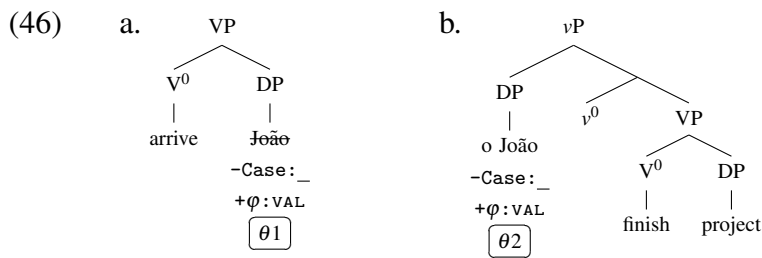 (46) a. VP b. vP
V⁰ DP DP v⁰ VP
arrive João o João V⁰ DP
-Case:_ -Case:_ finish project
+φ:VAL +φ:VAL
θ1 θ2